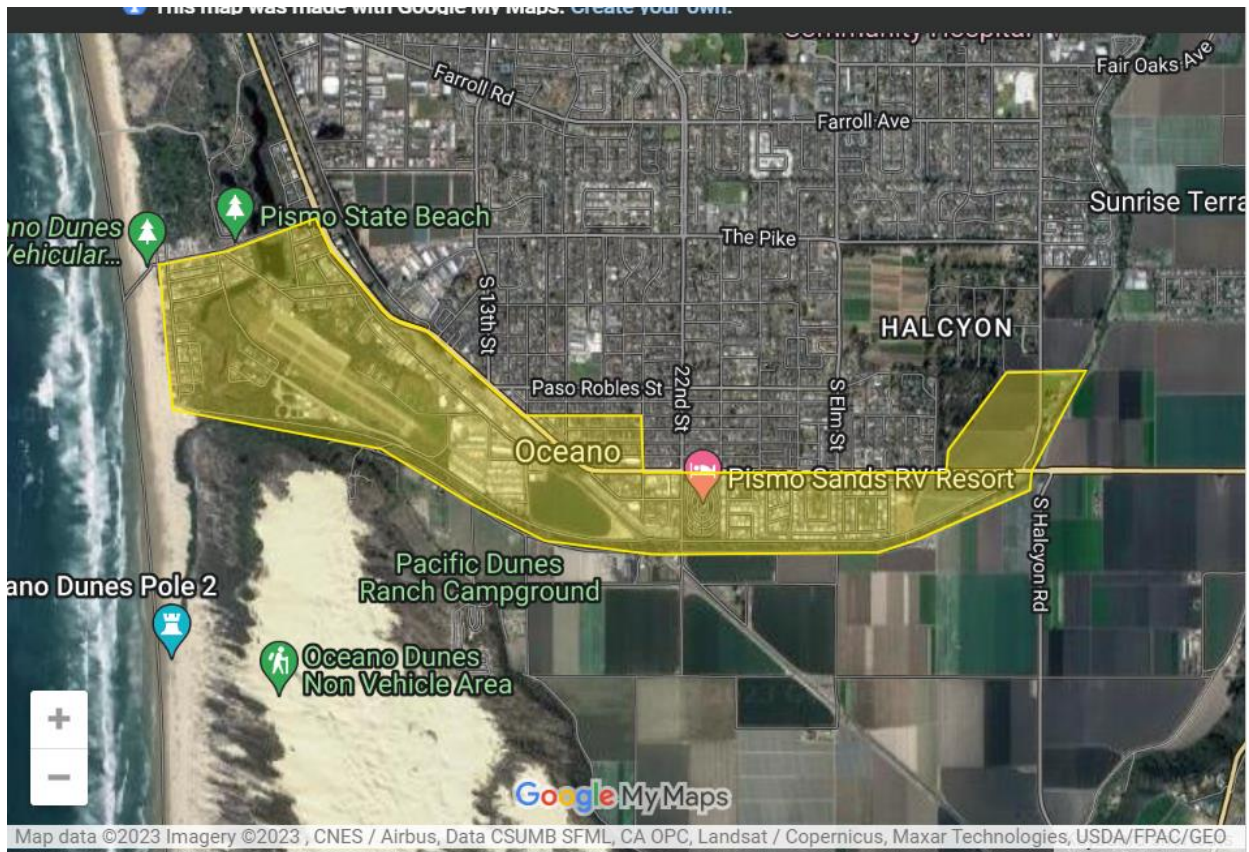 This map was made with Google My Maps. Create your own.
Community Hospital
Fair Oaks Ave
Farroll Rd
Farroll Ave
Sunrise Terra
Pismo State Beach
ano Dunes
Vehicular...
The Pike
S 13th St
HALCYON
Paso Robles St
22nd St
S Elm St
Oceano
Pismo Sands RV Resort
S Halcyon Rd
Pacific Dunes
Ranch Campground
eano Dunes Pole 2
Oceano Dunes
Non Vehicle Area
+
−
Google My Maps
Map data ©2023 Imagery ©2023 , CNES / Airbus, Data CSUMB SFML, CA OPC, Landsat / Copernicus, Maxar Technologies, USDA/FPAC/GEO